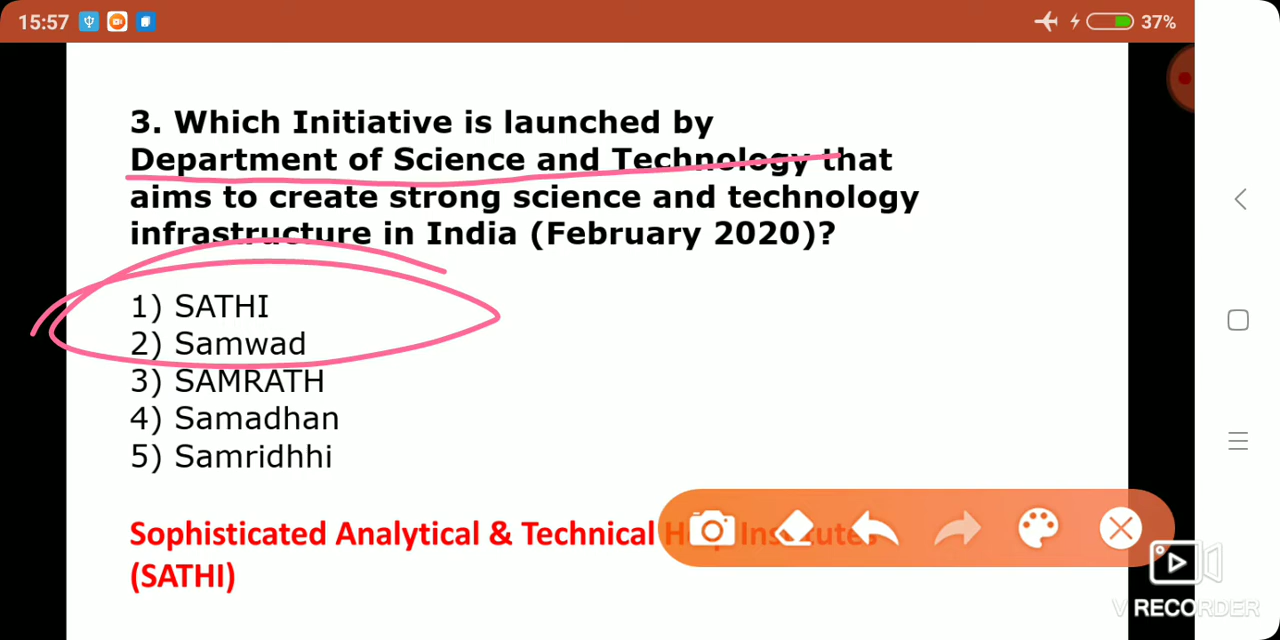 15:57
37%
3. Which Initiative is launched by
Department of Science and Technology that
aims to create strong science and technology
infrastructure in India (February 2020)?
1) SATHI
2) Samwad
3) SAMRATH
4) Samadhan
5) Samridhhi
Sophisticated Analytical & Technical Help Institutes
(SATHI)
V RECORDER